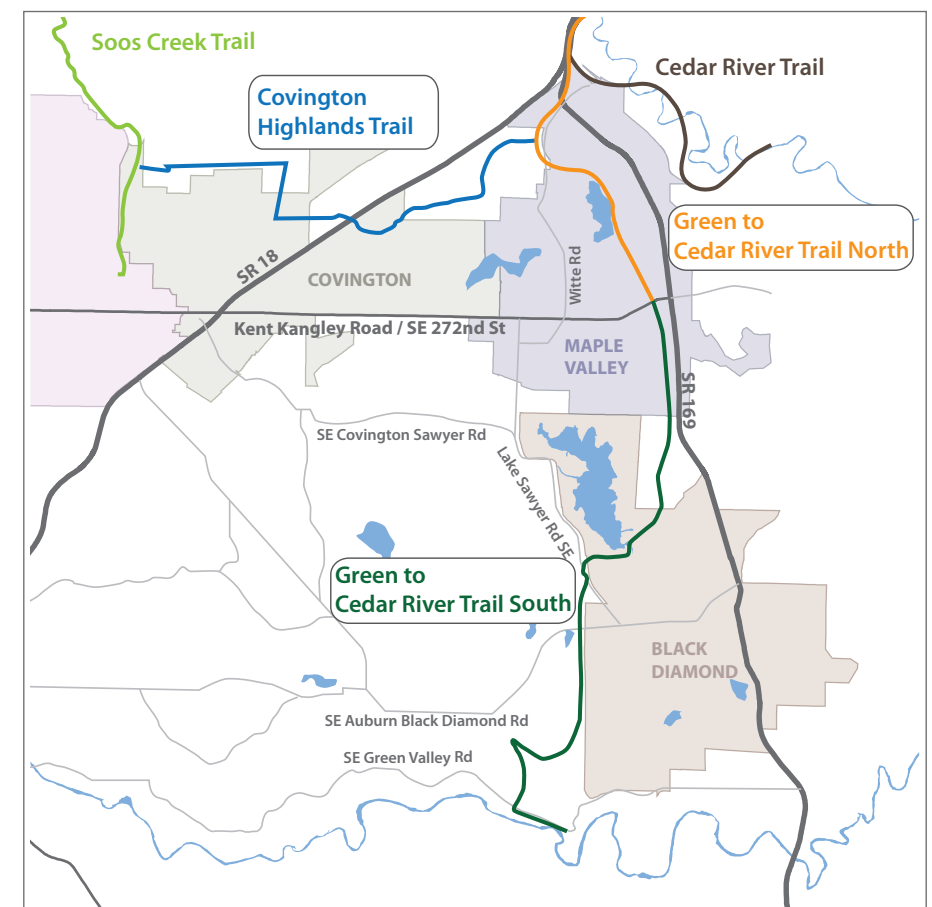 Soos Creek Trail
Cedar River Trail
Covington
Highlands Trail
Green to
Cedar River Trail North
SR 18
COVINGTON
Witte Rd
Kent Kangley Road / SE 272nd St
MAPLE
VALLEY
SR 169
SE Covington Sawyer Rd
Lake Sawyer Rd SE
Green to
Cedar River Trail South
BLACK
DIAMOND
SE Auburn Black Diamond Rd
SE Green Valley Rd